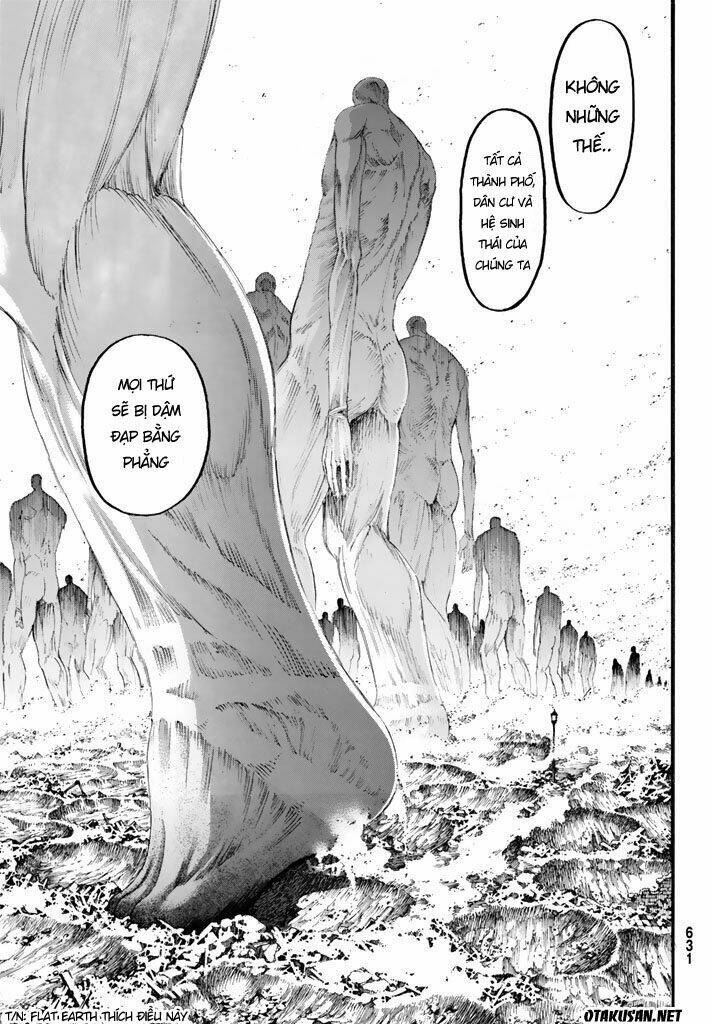 KHÔNG
NHỮNG
THẾ..
TẤT CẢ
THÀNH PHỐ,
DÂN CƯ VÀ
HỆ SINH
THÁI CỦA
CHÚNG TA
MỌI THỨ
SẼ BỊ DẬM
ĐẠP BẰNG
PHẲNG
631
T/N: FLAT EARTH THÍCH ĐIỀU NÀY
OTAKUSAN.NET